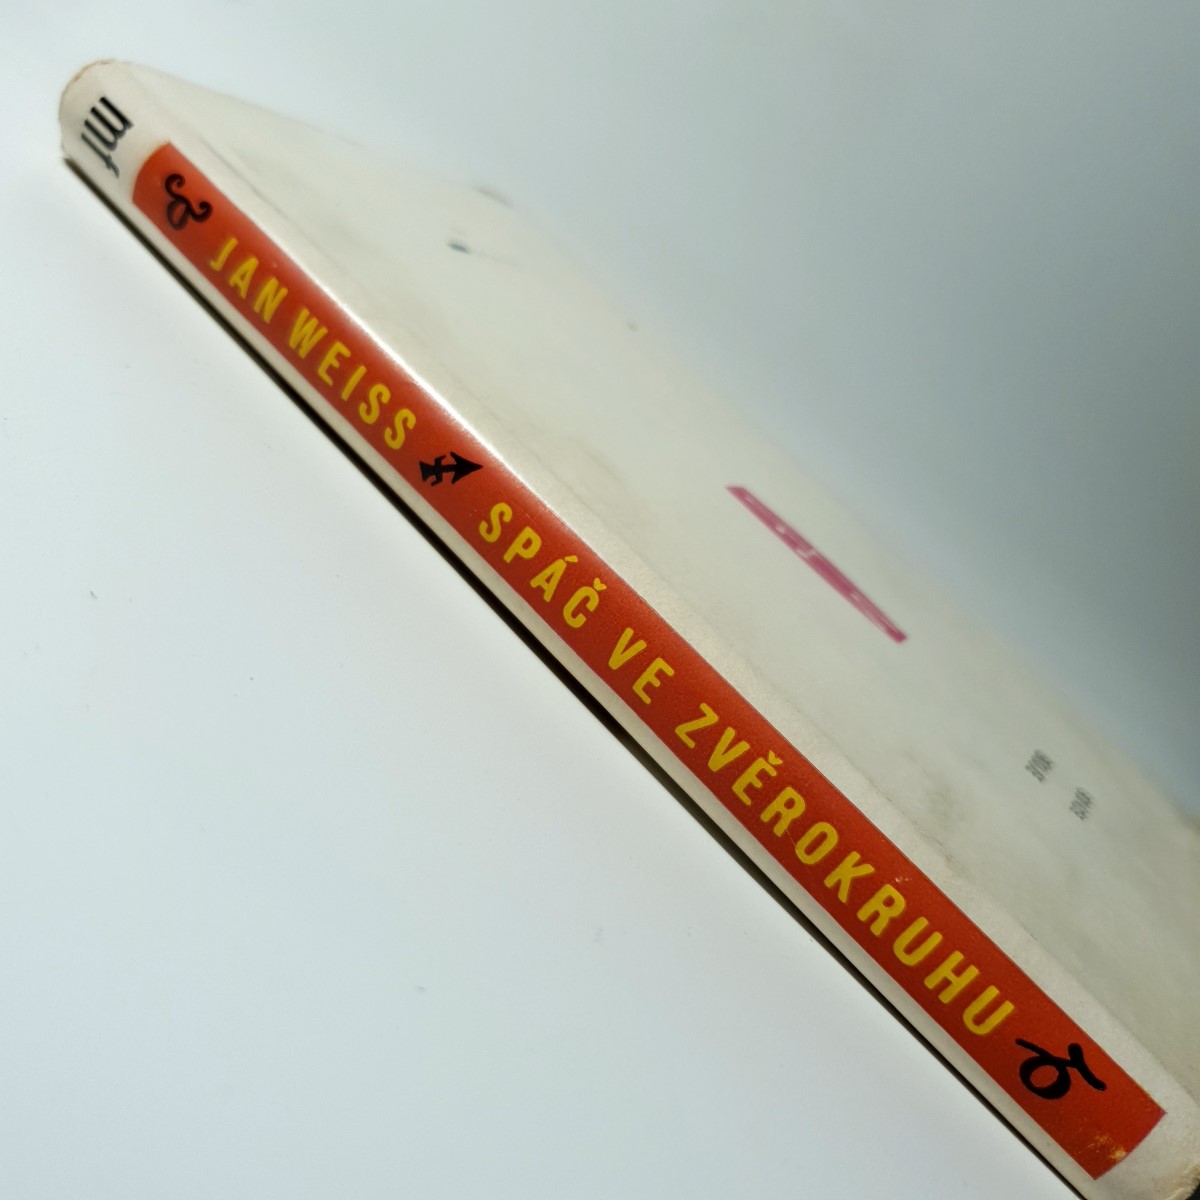 mf
JAN WEISS
SPÁČ VE ZVĚROKRUHU